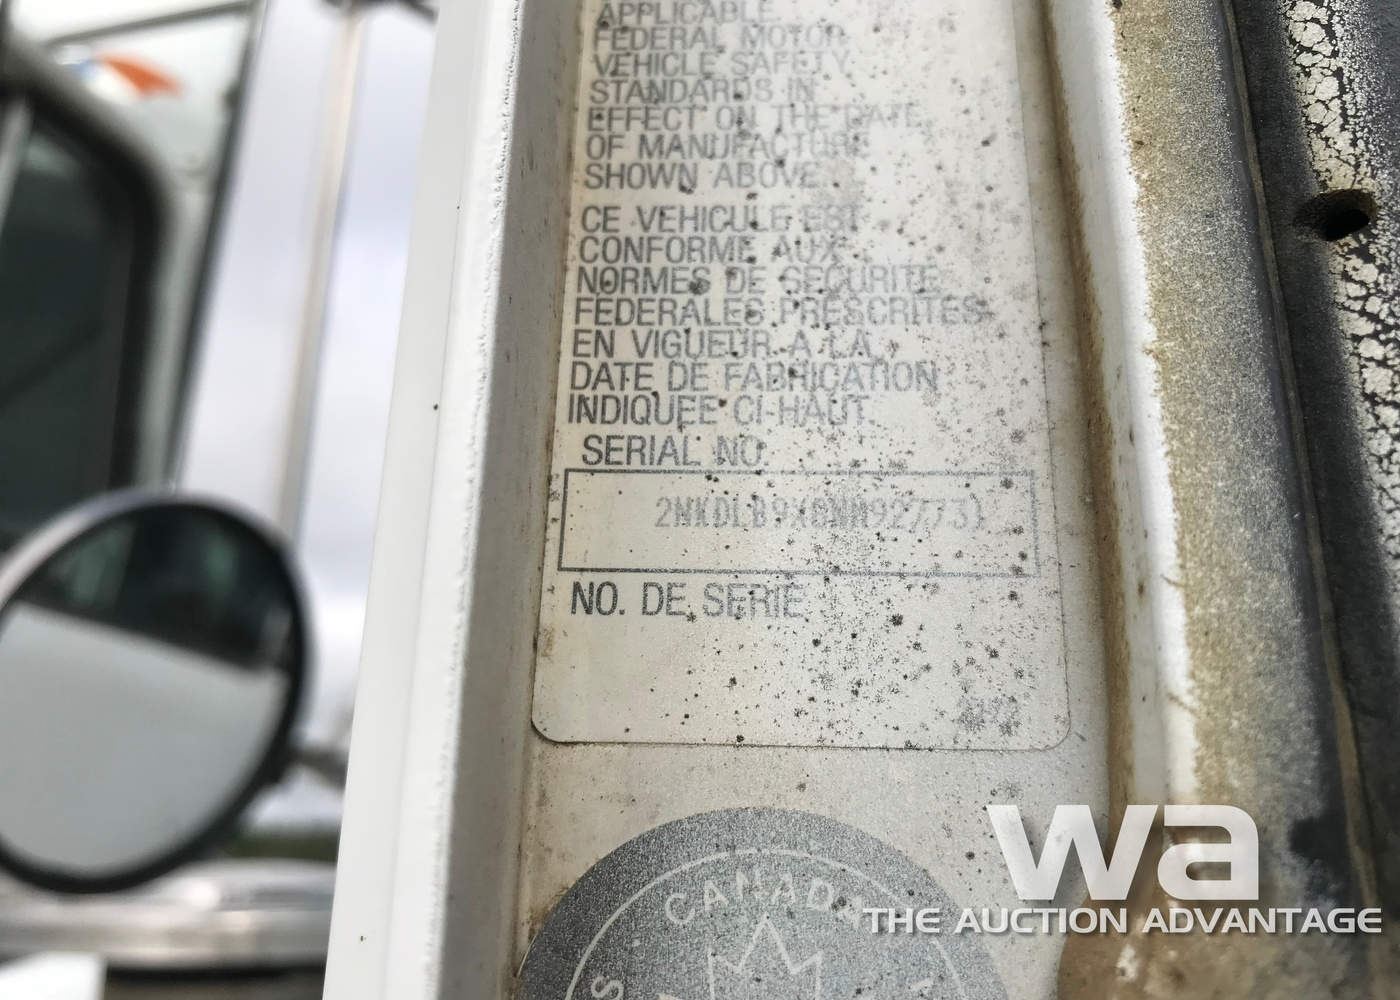 APPLICABLE
FEDERAL MOTOR
VEHICLE SAFETY
STANDARDS IN
EFFECT ON THE DATE
OF MANUFACTURE
SHOWN ABOVE
CE VEHICULE EST
CONFORME AUX
NORMES DE SECURITE
FEDERALES PRESCRITES
EN VIGUEUR A LA
DATE DE FABRICATION
INDIQUEE CI-HAUT.
SERIAL NO.
NO. DE SERIE
CANADA
wa
THE AUCTION ADVANTAGE